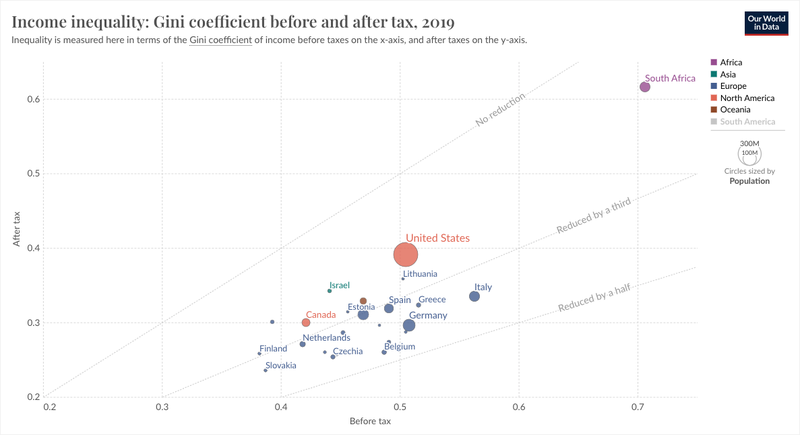 Income inequality: Gini coefficient before and after tax, 2019
Inequality is measured here in terms of the Gini coefficient of income before taxes on the x-axis, and after taxes on the y-axis.
Our World
in Data
Africa
Asia
Europe
North America
Oceania
South America
300M
100M
Circles sized by
Population
After tax
0.6
0.5
0.4
0.3
0.2
No reduction
Reduced by a third
Reduced by a half
South Africa
United States
Lithuania
Israel
Italy
Spain
Greece
Estonia
Canada
Germany
Netherlands
Finland
Czechia
Belgium
Slovakia
0.2
0.3
0.4
0.5
0.6
0.7
Before tax